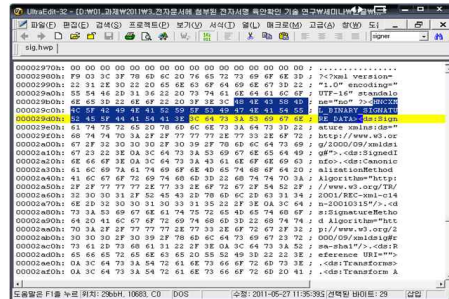 UltraEdit-32 - [D:₩01.과제₩2011₩3.전자문서에 첨부된 전자서명 육안확인 기술 연구₩세미나₩
파일(F) 편집(E) 검색(S) 프로젝트(P) 보기(V) 서식(T) 열(L) 매크로(M) 고급(A) 창(W) 도
signer
sig.hwp
00002970h: 00 00 00 00 00 00 00 00 00 00 00 00 00 00 00 00 ;
00002980h: F9 03 3C 3F 78 6D 6C 20 76 65 72 73 69 6F 6E 3D ; ?<?xml version=
00002990h: 22 31 2E 30 22 20 65 6E 63 6F 64 69 6E 67 3D 22 ; "1.0" encoding="
000029a0h: 55 54 46 2D 31 36 22 20 73 74 61 6E 64 61 6C 6F ; UTF-16" standalo
000029b0h: 6E 65 3D 22 6E 6F 22 20 3F 3E 3C 48 4E 43 58 4D ; ne="no" ?><HNCXM
000029c0h: 4C 5F 42 49 4E 41 52 59 5F 53 49 47 4E 41 54 55 ; L_BINARY_SIGNATU
000029d0h: 52 45 5F 44 41 54 41 3E 3C 64 73 3A 53 69 67 6E ; RE_DATA><ds:Sign
000029e0h: 61 74 75 72 65 20 78 6D 6C 6E 73 3A 64 73 3D 22 ; ature xmlns:ds="
000029f0h: 68 74 74 70 3A 2F 2F 77 77 77 2E 77 33 2E 6F 72 ; http://www.w3.or
00002a00h: 67 2F 32 30 30 30 2F 30 39 2F 78 6D 6C 64 73 69 ; g/2000/09/xmldsi
00002a10h: 67 23 22 3E 0A 3C 64 73 3A 53 69 67 6E 65 64 49 ; g#">.<ds:SignedI
00002a20h: 6E 66 6F 3E 0A 3C 64 73 3A 43 61 6E 6F 6E 69 63 ; nfo>.<ds:Canonic
00002a30h: 61 6C 69 7A 61 74 69 6F 6E 4D 65 74 68 6F 64 20 ; alizationMethod
00002a40h: 41 6C 67 6F 72 69 74 68 6D 3D 22 68 74 74 70 3A ; Algorithm="http:
00002a50h: 2F 2F 77 77 77 2E 77 33 2E 6F 72 67 2F 54 52 2F ; //www.w3.org/TR/
00002a60h: 32 30 30 31 2F 52 45 43 2D 78 6D 6C 2D 63 31 34 ; 2001/REC-xml-c14
00002a70h: 6E 2D 32 30 30 31 30 33 31 35 22 2F 3E 0A 3C 64 ; n-20010315"/>.<d
00002a80h: 73 3A 53 69 67 6E 61 74 75 72 65 4D 65 74 68 6F ; s:SignatureMetho
00002a90h: 64 20 41 6C 67 6F 72 69 74 68 6D 3D 22 68 74 74 ; d Algorithm="htt
00002aa0h: 70 3A 2F 2F 77 77 77 2E 77 33 2E 6F 72 67 2F 32 ; p://www.w3.org/2
00002ab0h: 30 30 30 2F 30 39 2F 78 6D 6C 64 73 69 67 23 72 ; 000/09/xmldsig#r
00002ac0h: 73 61 2D 73 68 61 31 22 2F 3E 0A 3C 64 73 3A 52 ; sa-sha1"/>.<ds:R
00002ad0h: 65 66 65 72 65 6E 63 65 20 55 52 49 3D 22 22 3E ; eference URI="">
00002ae0h: 0A 3C 64 73 3A 54 72 61 6E 73 66 6F 72 6D 73 3E ; .<ds:Transforms>
00002af0h: 0A 3C 64 73 3A 54 72 61 6E 73 66 6F 72 6D 20 41 ; .<ds:Transform A
도움말은 F1을 누르 위치: 29bbH, 10683, C0 DOS 수정: 2011-05-27 11:35:39오 선택된 바이트: 29 삽입